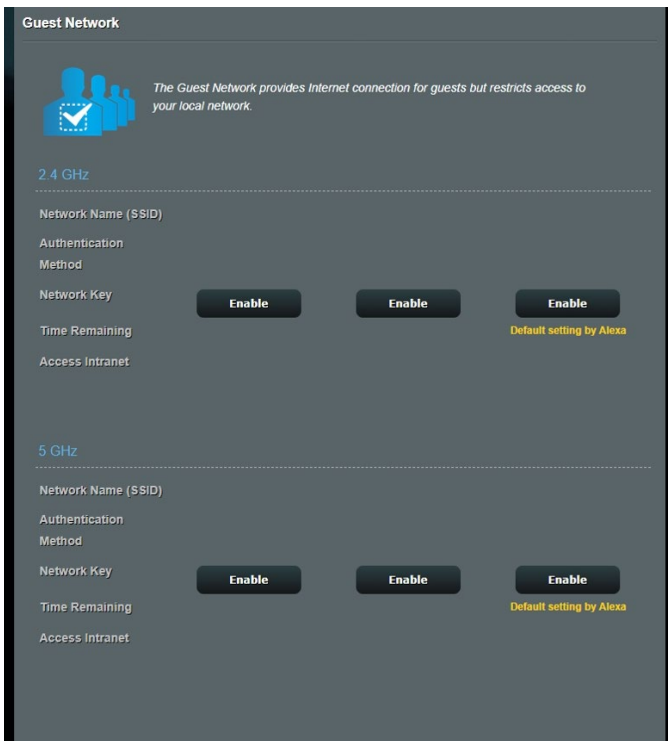 Guest Network
The Guest Network provides Internet connection for guests but restricts access to
your local network.
2.4 GHz
Network Name (SSID)
Authentication
Method
Network Key
Enable Enable Enable
Time Remaining
Default setting by Alexa
Access Intranet
5 GHz
Network Name (SSID)
Authentication
Method
Network Key
Enable Enable Enable
Time Remaining
Default setting by Alexa
Access Intranet